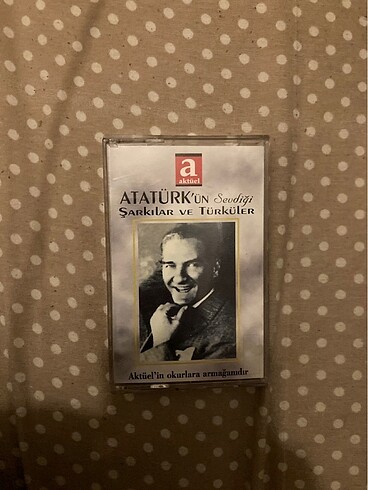 a
aktüel
ATATÜRK'ÜN Sevdiği
ŞARKILAR VE TÜRKÜLER
Aktüel'in okurlara armağanıdır